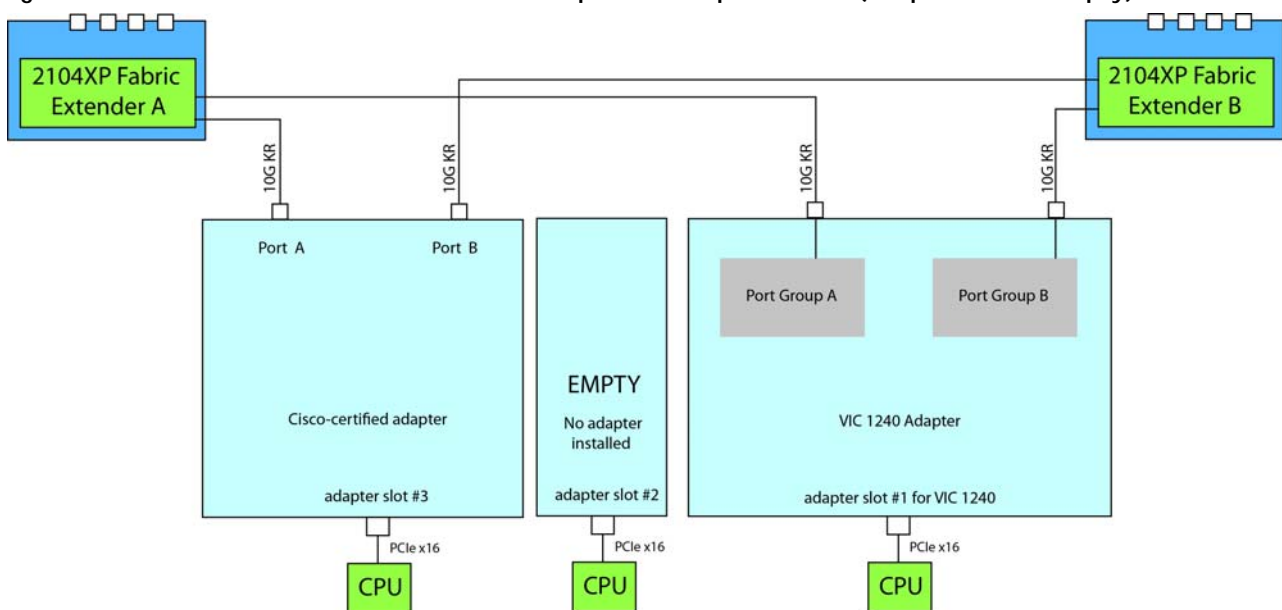 2104XP Fabric
Extender A
2104XP Fabric
Extender B
10G KR
10G KR
10G KR
10G KR
Port A
Port B
Port Group A
Port Group B
EMPTY
No adapter
installed
Cisco-certified adapter
VIC 1240 Adapter
adapter slot #3
adapter slot #2
adapter slot #1 for VIC 1240
PCIe x16
PCIe x16
PCIe x16
CPU
CPU
CPU